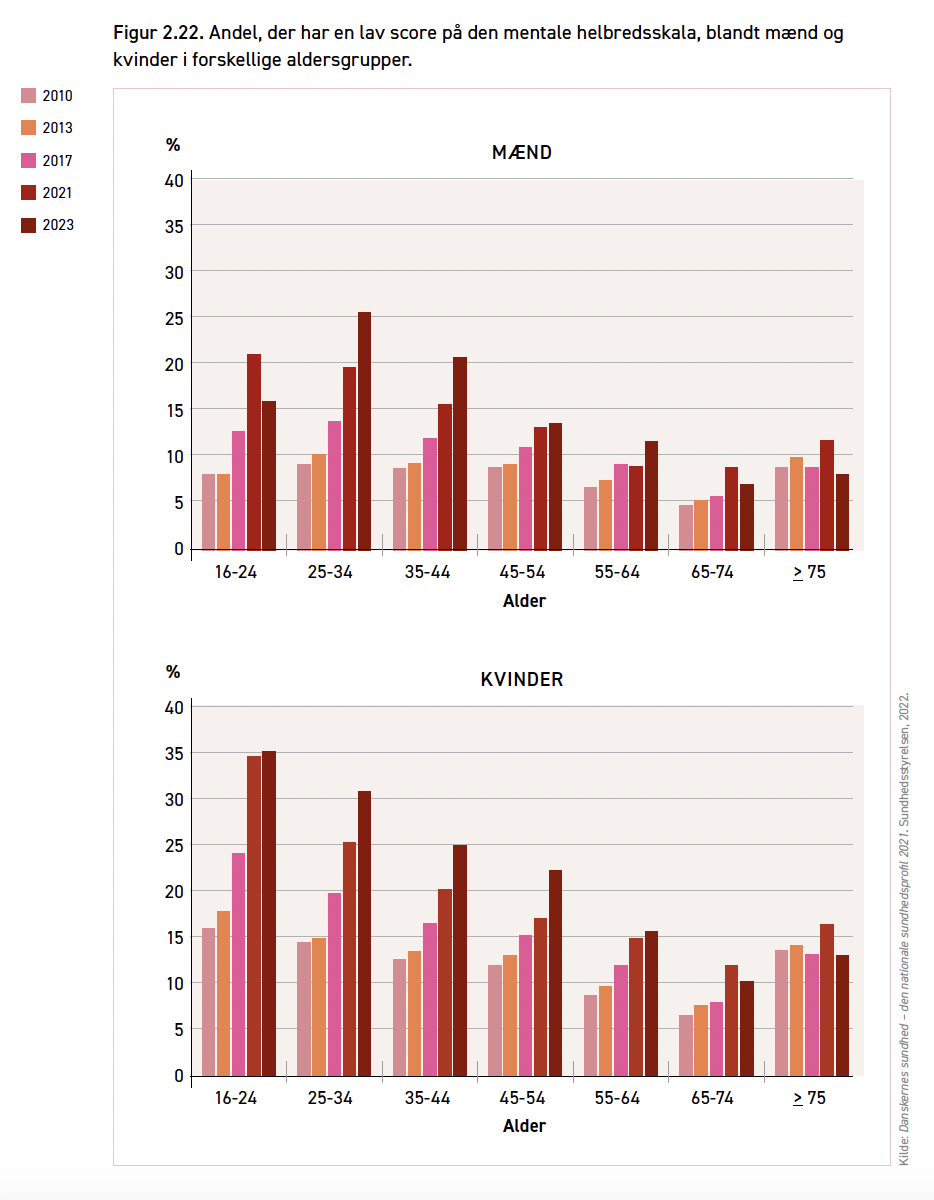 Figur 2.22. Andel, der har en lav score på den mentale helbredsskala, blandt mænd og
kvinder i forskellige aldersgrupper.
2010
2013
2017
2021
2023
%
MÆND
40
35
30
25
20
15
10
5
0
16-24 25-34 35-44 45-54 55-64 65-74 ≥ 75
Alder
%
KVINDER
40
35
30
25
20
15
10
5
0
16-24 25-34 35-44 45-54 55-64 65-74 ≥ 75
Alder
Kilde: Danskernes sundhed – den nationale sundhedsprofil 2021. Sundhedsstyrelsen, 2022.